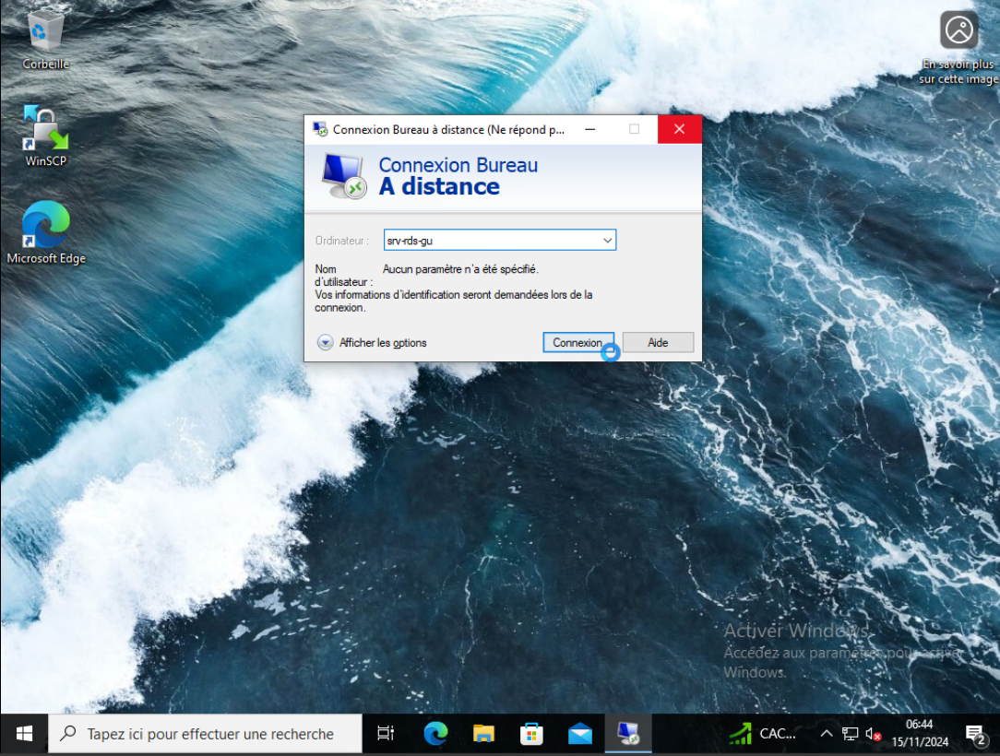 Corbeille
WinSCP
Microsoft Edge
En savoir plus
sur cette image
Connexion Bureau à distance (Ne répond p...
Connexion Bureau
A distance
Ordinateur :
srv-rds-gu
Nom
d'utilisateur :
Aucun paramètre n'a été spécifié.
Vos informations d'identification seront demandées lors de la
connexion.
Afficher les options
Connexion
Aide
Activer Windows
Accédez aux paramètres pour activer
Windows.
Tapez ici pour effectuer une recherche
CAC...
06:44
15/11/2024
2